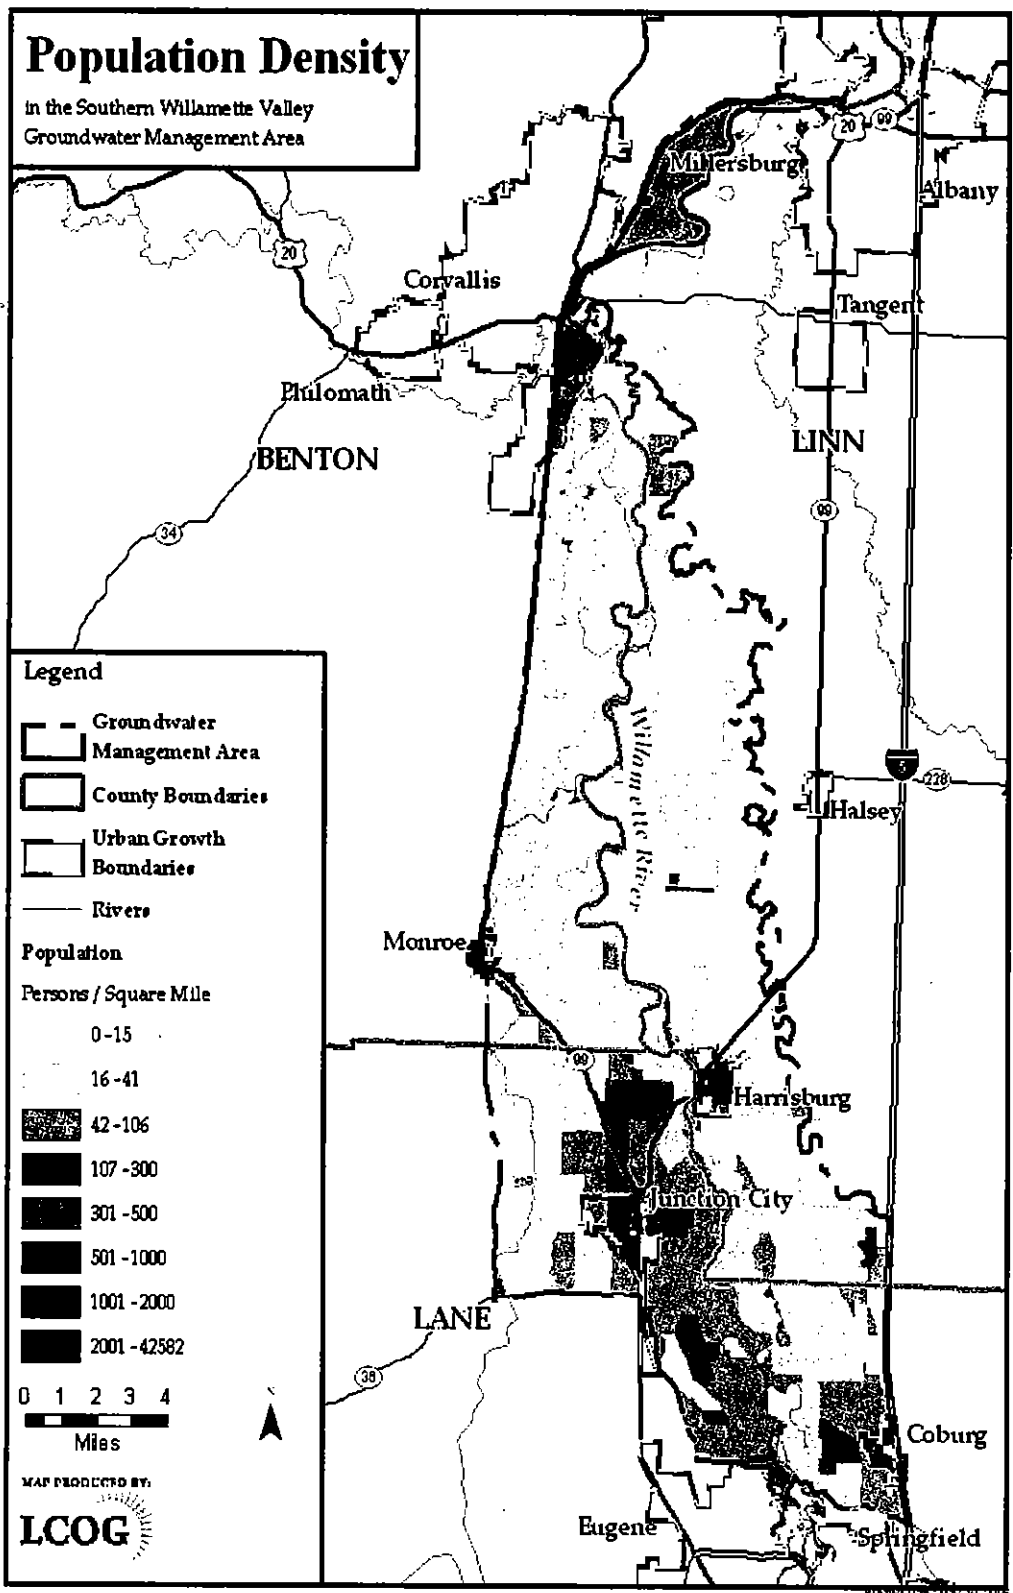 Population Density
in the Southern Willamette Valley
Groundwater Management Area
20
99
Millersburg
Albany
20
Corvallis
Tangent
Philomath
BENTON
LINN
34
99
Willamette River
5
228
Halsey
Monroe
99
Harrisburg
Junction City
LANE
36
Coburg
Eugene
Springfield
Legend
Groundwater
Management Area
County Boundaries
Urban Growth
Boundaries
Rivers
Population
Persons / Square Mile
0-15
16-41
42-106
107-300
301-500
501-1000
1001-2000
2001-42582
0 1 2 3 4
Miles
MAP PRODUCED BY:
LCOG